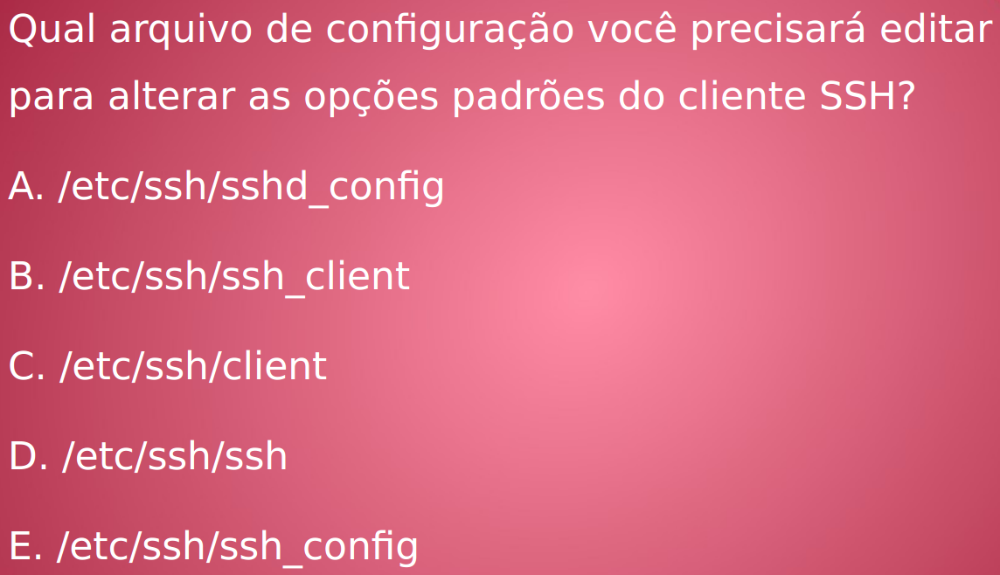 Qual arquivo de configuração você precisará editar
para alterar as opções padrões do cliente SSH?
A. /etc/ssh/sshd_config
B. /etc/ssh/ssh_client
C. /etc/ssh/client
D. /etc/ssh/ssh
E. /etc/ssh/ssh_config